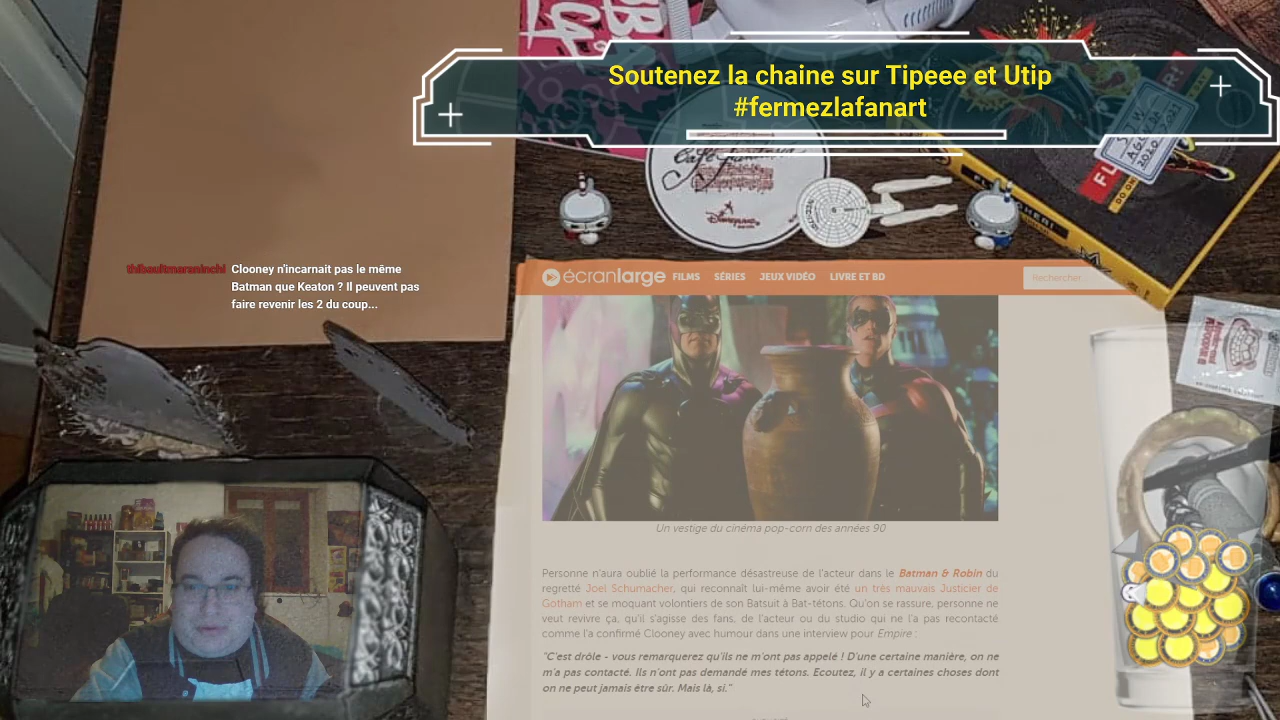 Soutenez la chaine sur Tipeee et Utip
#fermezlafanart
thibaultmaraninchi Clooney n'incarnait pas le même
Batman que Keaton ? Il peuvent pas
faire revenir les 2 du coup...
écranlarge FILMS SÉRIES JEUX VIDÉO LIVRE ET BD
Rechercher
Un vestige du cinéma pop-corn des années 90
Personne n'aura oublié la performance désastreuse de l'acteur dans le Batman & Robin du
regretté Joel Schumacher, qui reconnaît lui-même avoir été un très mauvais Justicier de
Gotham et se moquant volontiers de son Batsuit à Bat-tétons. Qu'on se rassure, personne ne
veut revivre ça, qu'il s'agisse des fans, de l'acteur ou du studio qui ne l'a pas recontacté
comme l'a confirmé Clooney avec humour dans une interview pour Empire :
"C'est drôle - vous remarquerez qu'ils ne m'ont pas appelé ! D'une certaine manière, on ne
m'a pas contacté. Ils n'ont pas demandé mes tétons. Ecoutez, il y a certaines choses dont
on ne peut jamais être sûr. Mais là, si."